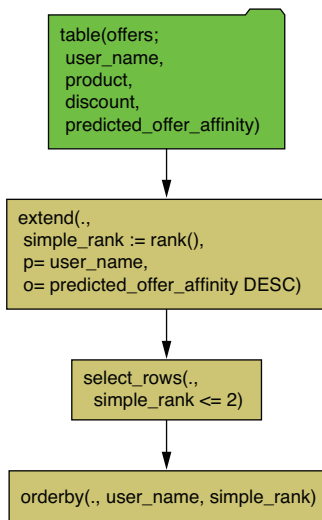 table(offers;
user_name,
product,
discount,
predicted_offer_affinity)
extend(.,
simple_rank := rank(),
p= user_name,
o= predicted_offer_affinity DESC)
select_rows(.,
simple_rank <= 2)
orderby(., user_name, simple_rank)